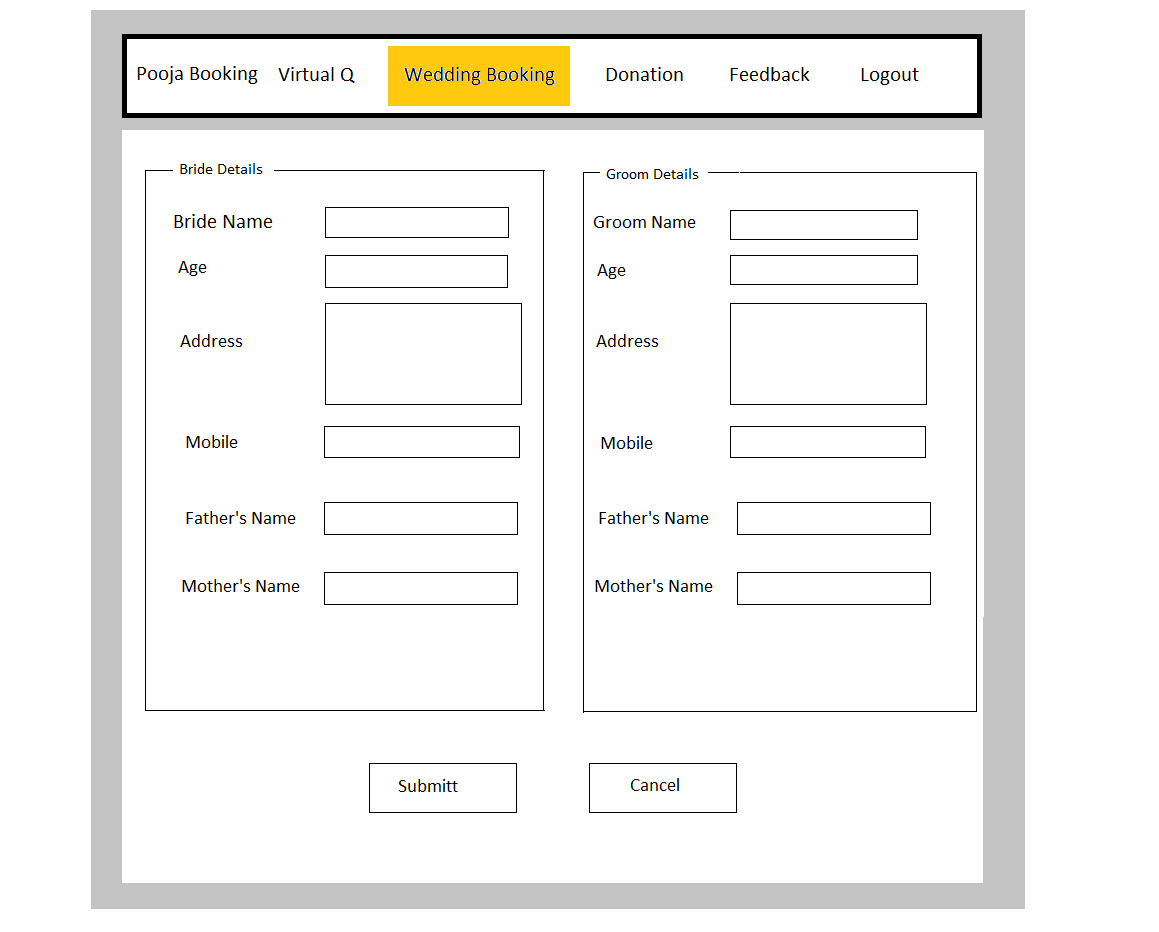 Pooja Booking Virtual Q Wedding Booking Donation Feedback Logout
Bride Details
Bride Name
Age
Address
Mobile
Father's Name
Mother's Name
Groom Details
Groom Name
Age
Address
Mobile
Father's Name
Mother's Name
Submitt
Cancel